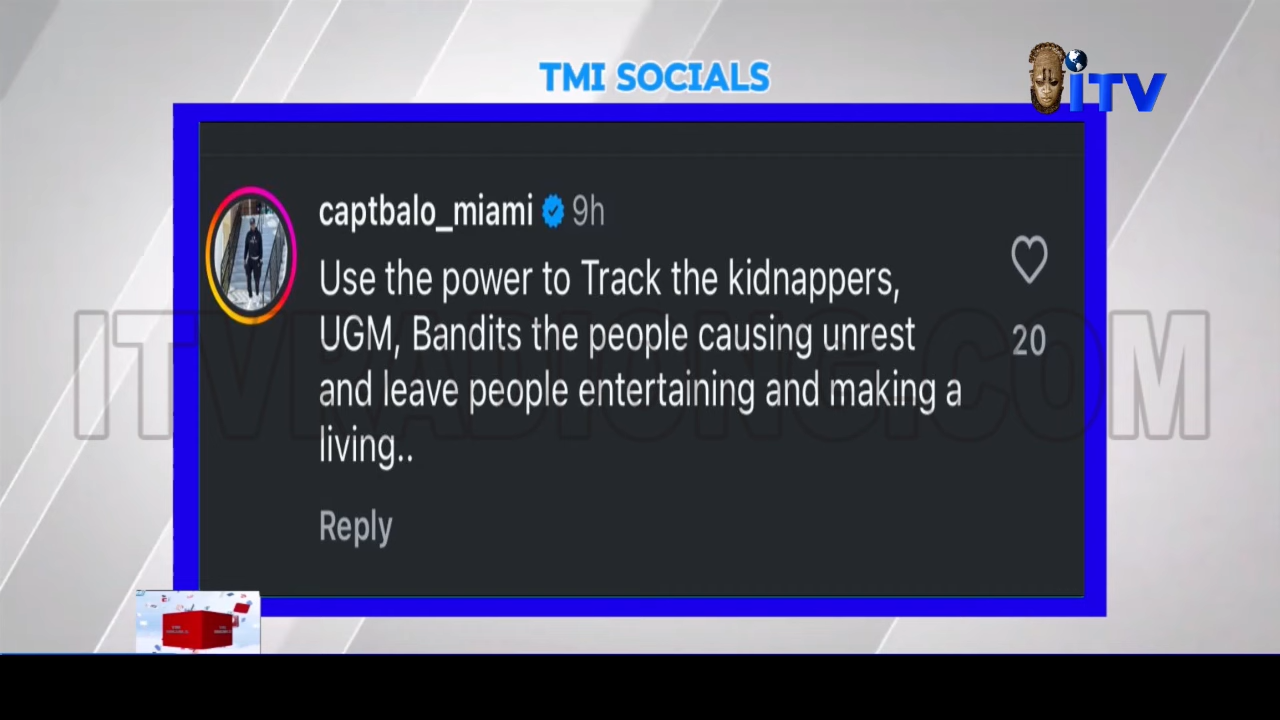 TMI SOCIALS
iTV
captbalo_miami 9h
Use the power to Track the kidnappers,
UGM, Bandits the people causing unrest
and leave people entertaining and making a
living..
20
Reply
ITVRADIONG.COM